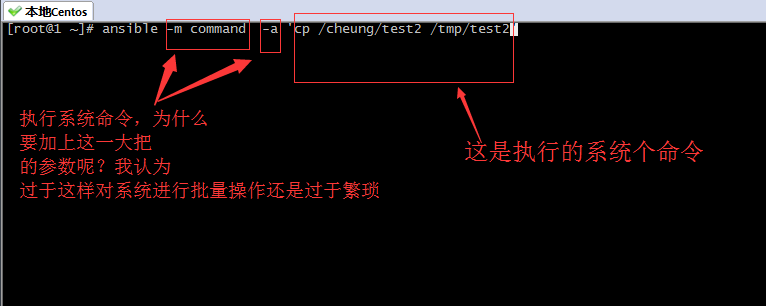 本地Centos
[root@1 ~]# ansible -m command  -a 'cp /cheung/test2 /tmp/test2'
执行系统命令，为什么
要加上这一大把
的参数呢？我认为
过于这样对系统进行批量操作还是过于繁琐
这是执行的系统个命令